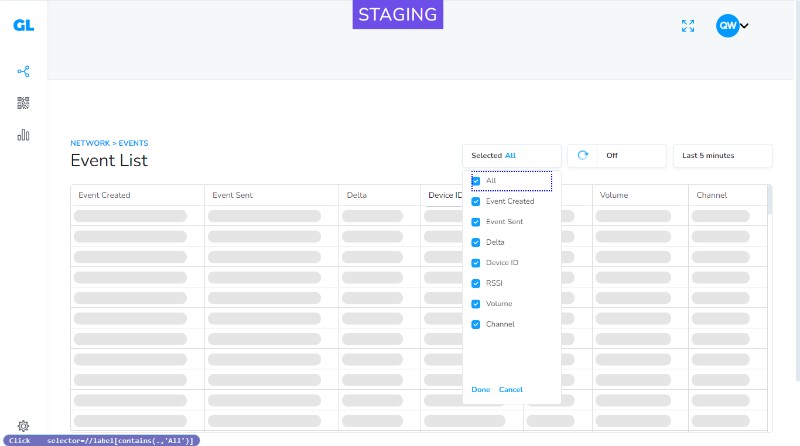 STAGING
GL
QW
NETWORK > EVENTS
Event List
Selected All
Off
Last 5 minutes
Event Created
Event Sent
Delta
Device ID
Volume
Channel
All
Event Created
Event Sent
Delta
Device ID
RSSI
Volume
Channel
Done Cancel
Click selector=//label[contains(.,'All')]